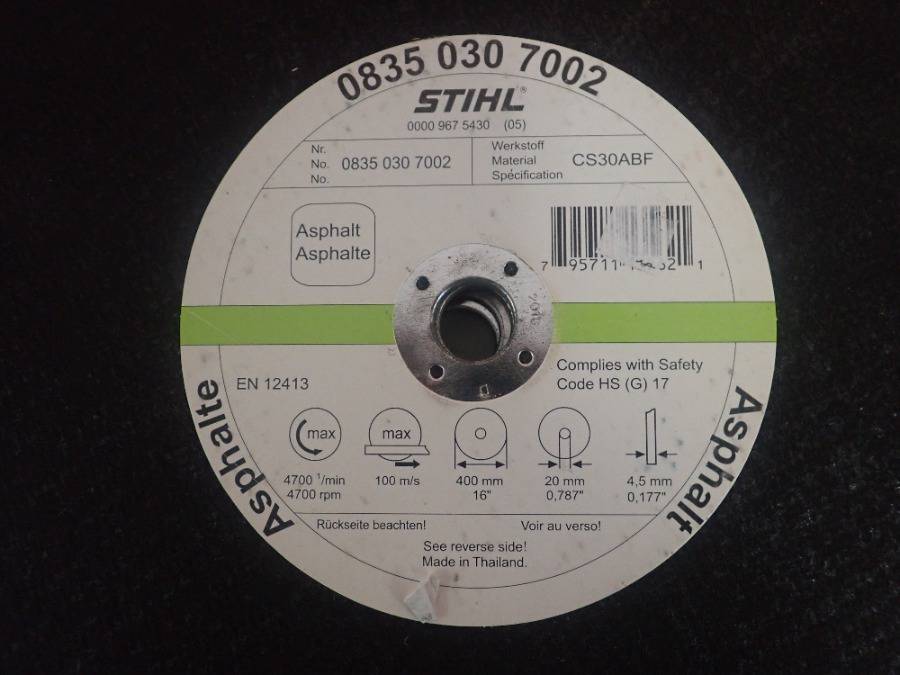 0835 030 7002
STIHL®
0000 967 5430 (05)
Nr.
No.
No.
0835 030 7002
Werkstoff
Material
Spécification
CS30ABF
Asphalt
Asphalte
7 95711 1
EN 12413
Complies with Safety
Code HS (G) 17
Asphalte
Asphalt
max
4700 ¹/min
4700 rpm
max
100 m/s
400 mm
16"
20 mm
0,787"
4,5 mm
0,177"
Rückseite beachten!
Voir au verso!
See reverse side!
Made in Thailand.